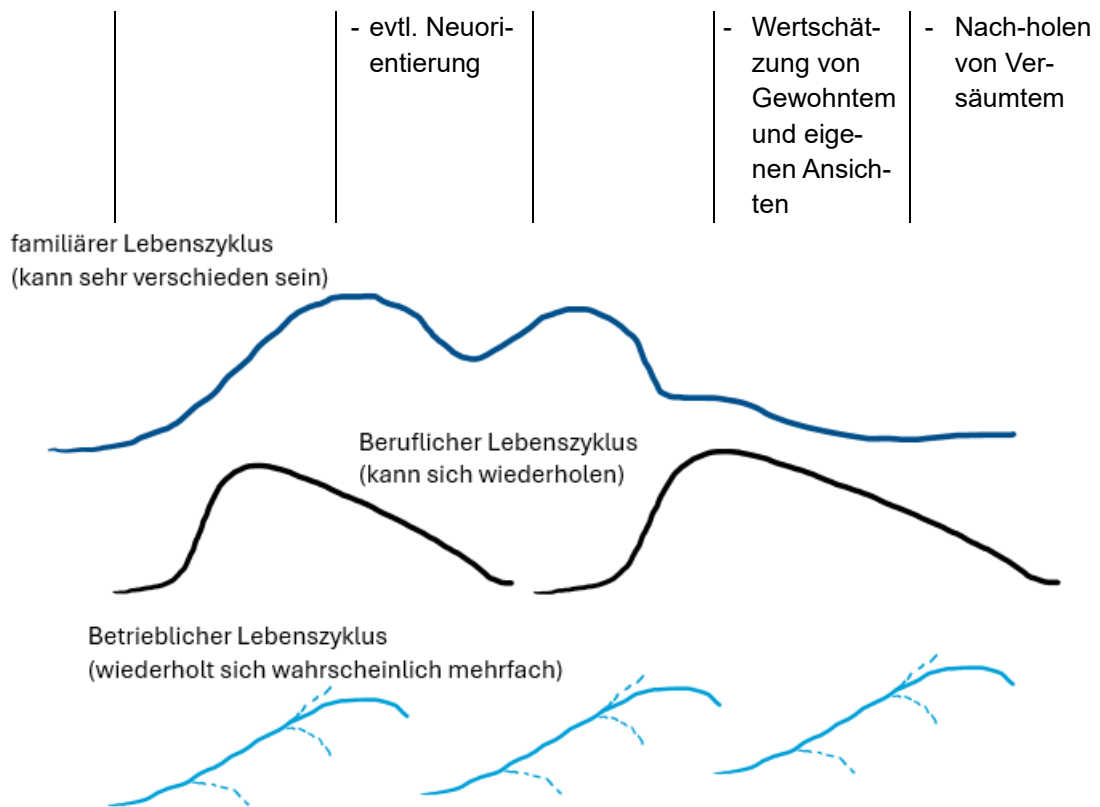 - evtl. Neuori-
entierung
- Wertschät-
zung von
Gewohntem
und eige-
nen Ansich-
ten
- Nach-holen
von Ver-
säumtem
familiärer Lebenszyklus
(kann sehr verschieden sein)
Beruflicher Lebenszyklus
(kann sich wiederholen)
Betrieblicher Lebenszyklus
(wiederholt sich wahrscheinlich mehrfach)